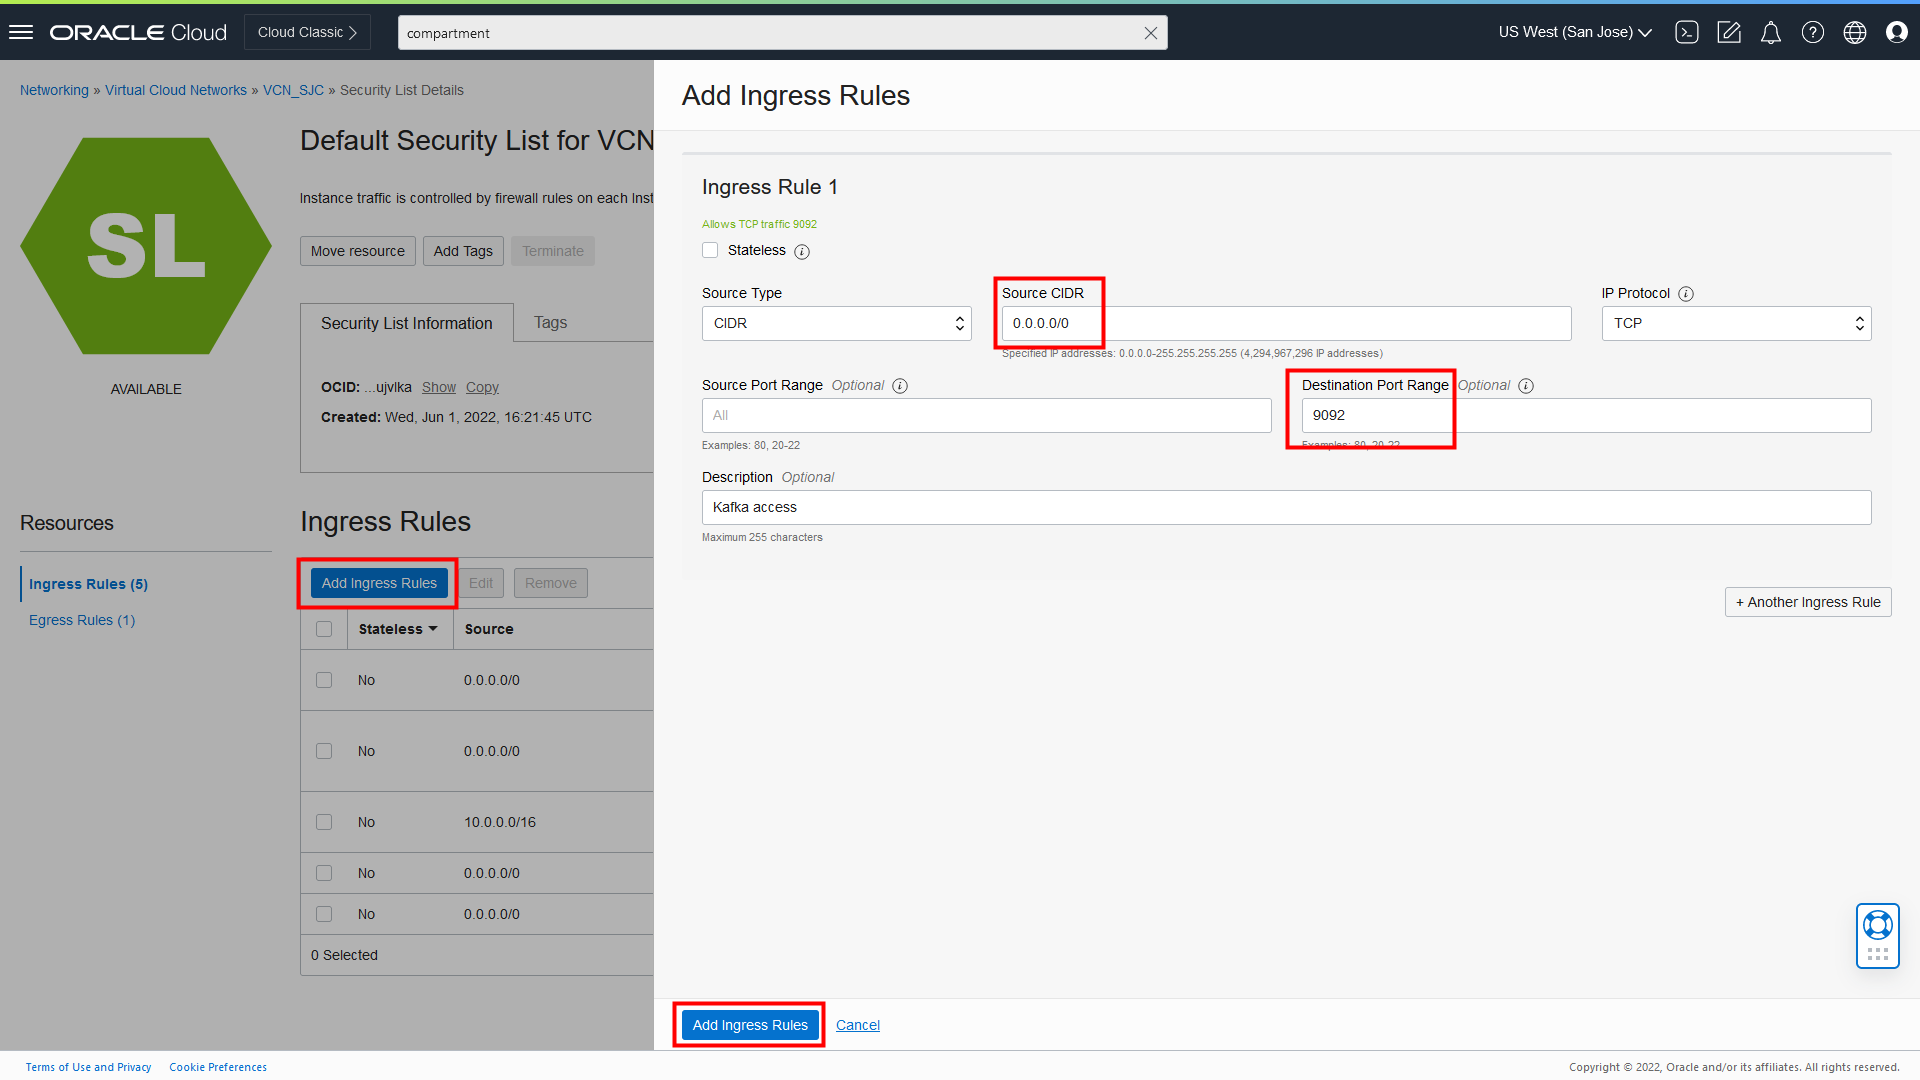 ORACLE Cloud
Cloud Classic
compartment
US West (San Jose)
Networking » Virtual Cloud Networks » VCN_SJC » Security List Details
SL
AVAILABLE
Default Security List for VCN
Instance traffic is controlled by firewall rules on each Inst
Move resource
Add Tags
Terminate
Security List Information
Tags
OCID: ...ujvlka Show Copy
Created: Wed, Jun 1, 2022, 16:21:45 UTC
Resources
Ingress Rules (5)
Egress Rules (1)
Ingress Rules
Add Ingress Rules
Edit
Remove
Stateless Source
No 0.0.0.0/0
No 0.0.0.0/0
No 10.0.0.0/16
No 0.0.0.0/0
No 0.0.0.0/0
0 Selected
Add Ingress Rules
Ingress Rule 1
Allows TCP traffic 9092
Stateless
Source Type
CIDR
Source CIDR
0.0.0.0/0
Specified IP addresses: 0.0.0.0-255.255.255.255 (4,294,967,296 IP addresses)
IP Protocol
TCP
Source Port Range Optional
All
Examples: 80, 20-22
Destination Port Range Optional
9092
Examples: 80, 20-22
Description Optional
Kafka access
Maximum 255 characters
+ Another Ingress Rule
Add Ingress Rules
Cancel
Terms of Use and Privacy
Cookie Preferences
Copyright © 2022, Oracle and/or its affiliates. All rights reserved.